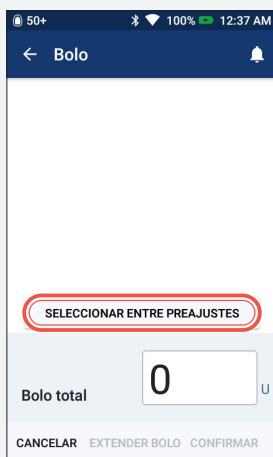 50+ 100% 12:37 AM
Bolo
SELECCIONAR ENTRE PREAJUSTES
Bolo total 0 U
CANCELAR EXTENDER BOLO CONFIRMAR